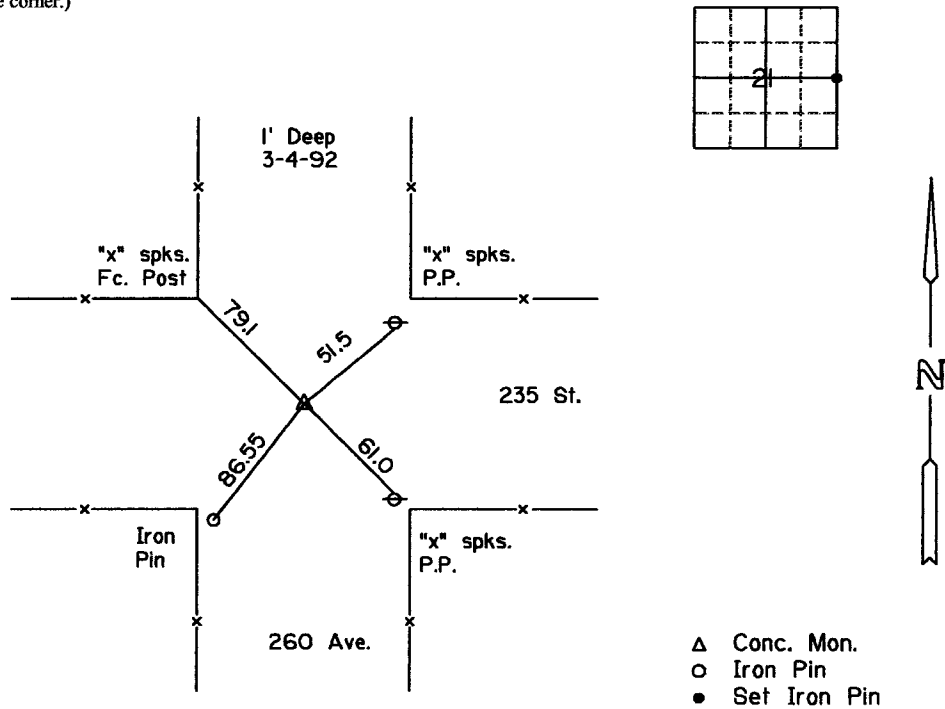 e corner.)
21
1' Deep
3-4-92
"x" spks.
Fc. Post
"x" spks.
P.P.
79.1
51.5
235 St.
N
86.55
61.0
Iron
Pin
"x" spks.
P.P.
260 Ave.
Conc. Mon.
Iron Pin
Set Iron Pin